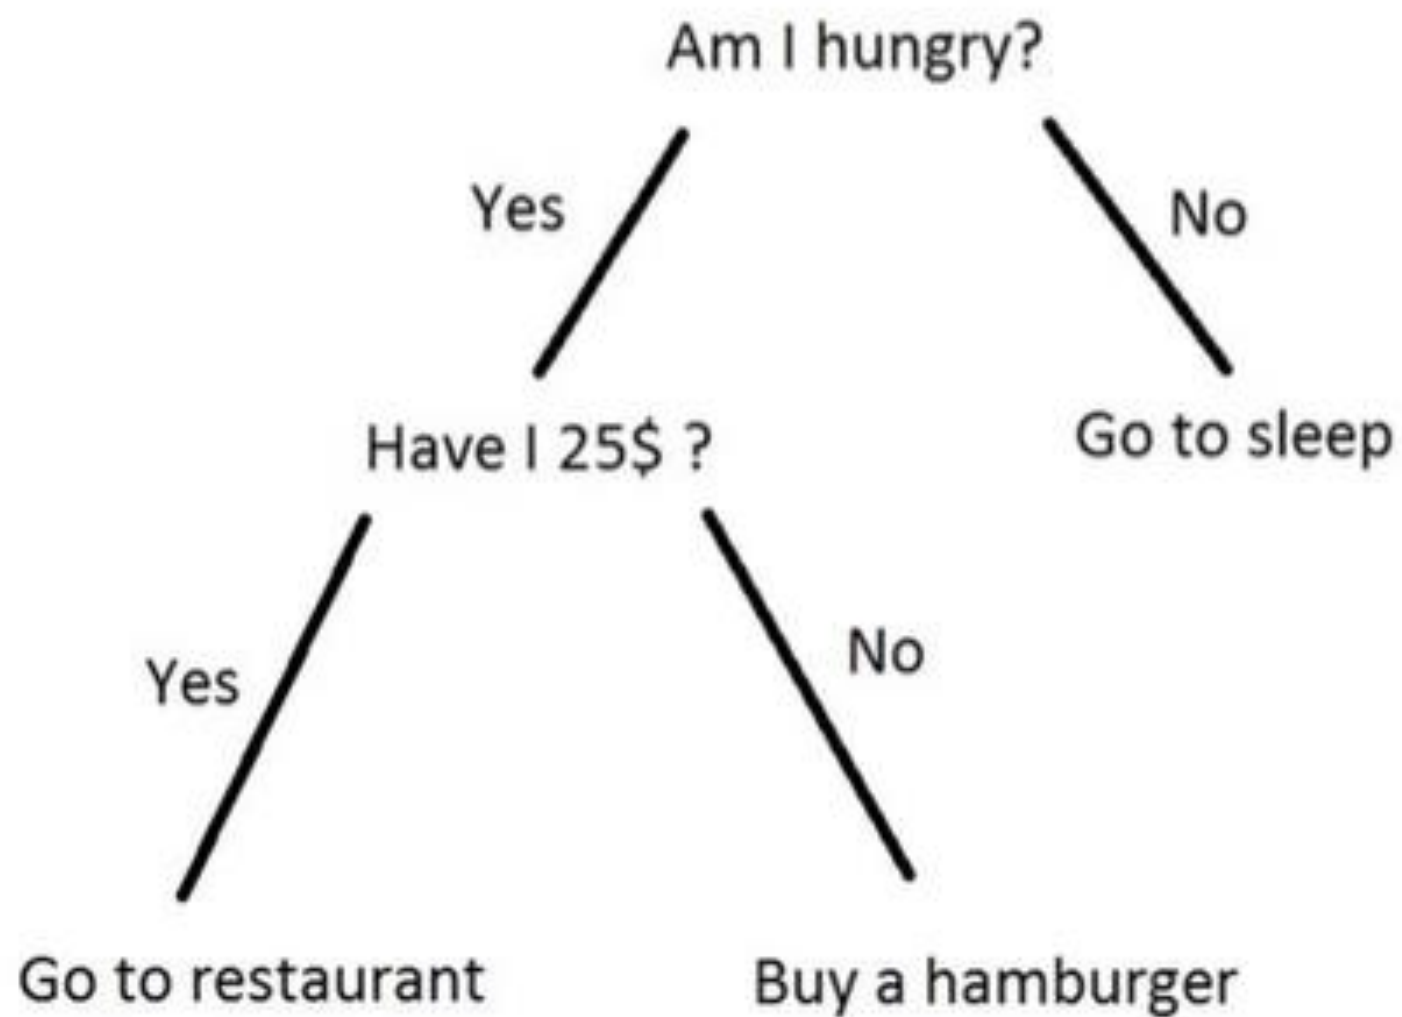 Am I hungry?
Yes
No
Have I 25$ ?
Go to sleep
Yes
No
Go to restaurant
Buy a hamburger